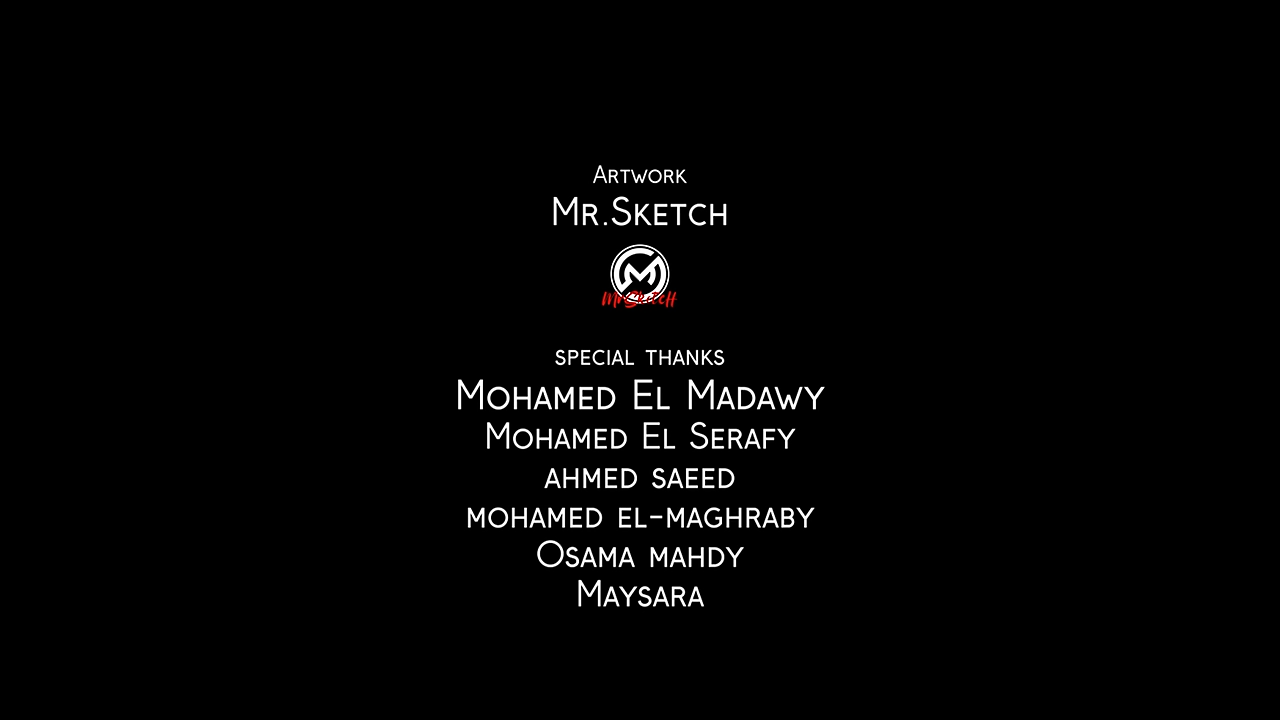 Artwork
Mr.Sketch
MrSketcH
special thanks
Mohamed El Madawy
Mohamed El Serafy
ahmed saeed
mohamed el-maghraby
Osama mahdy
Maysara